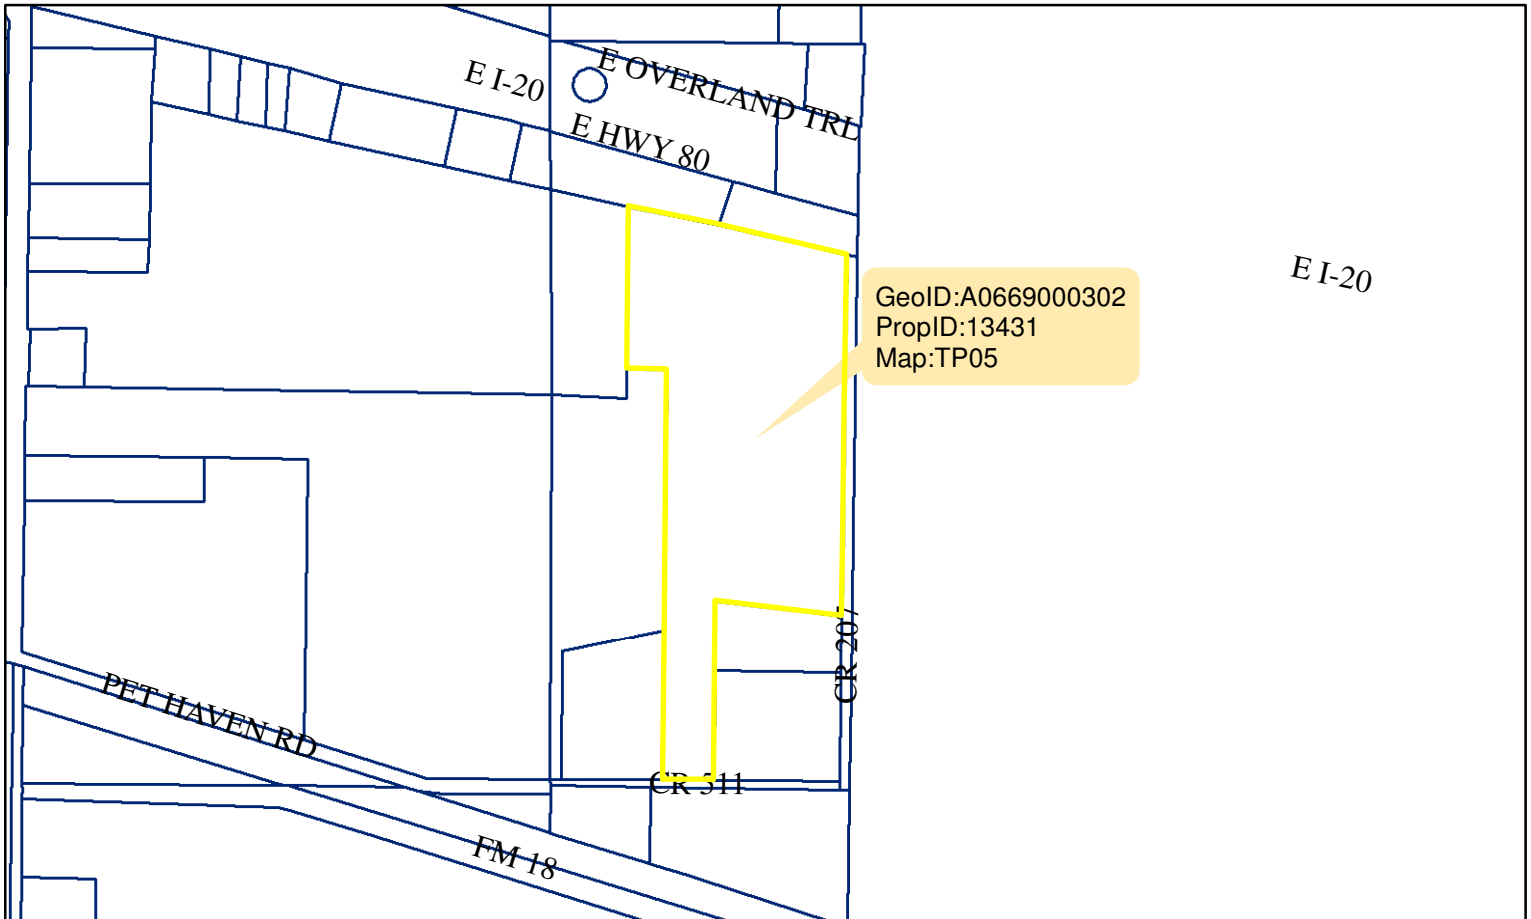 E I-20
E OVERLAND TRL
E HWY 80
E I-20
GeoID:A0669000302
PropID:13431
Map:TP05
CR 207
PET HAVEN RD
CR 511
FM 18